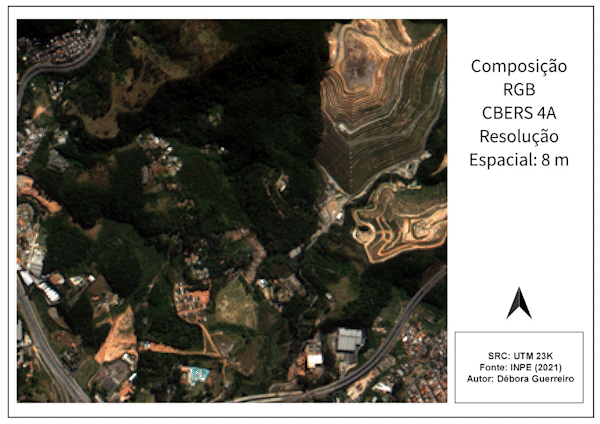 Composição
RGB
CBERS 4A
Resolução
Espacial: 8 m
SRC: UTM 23K
Fonte: INPE (2021)
Autor: Débora Guerreiro